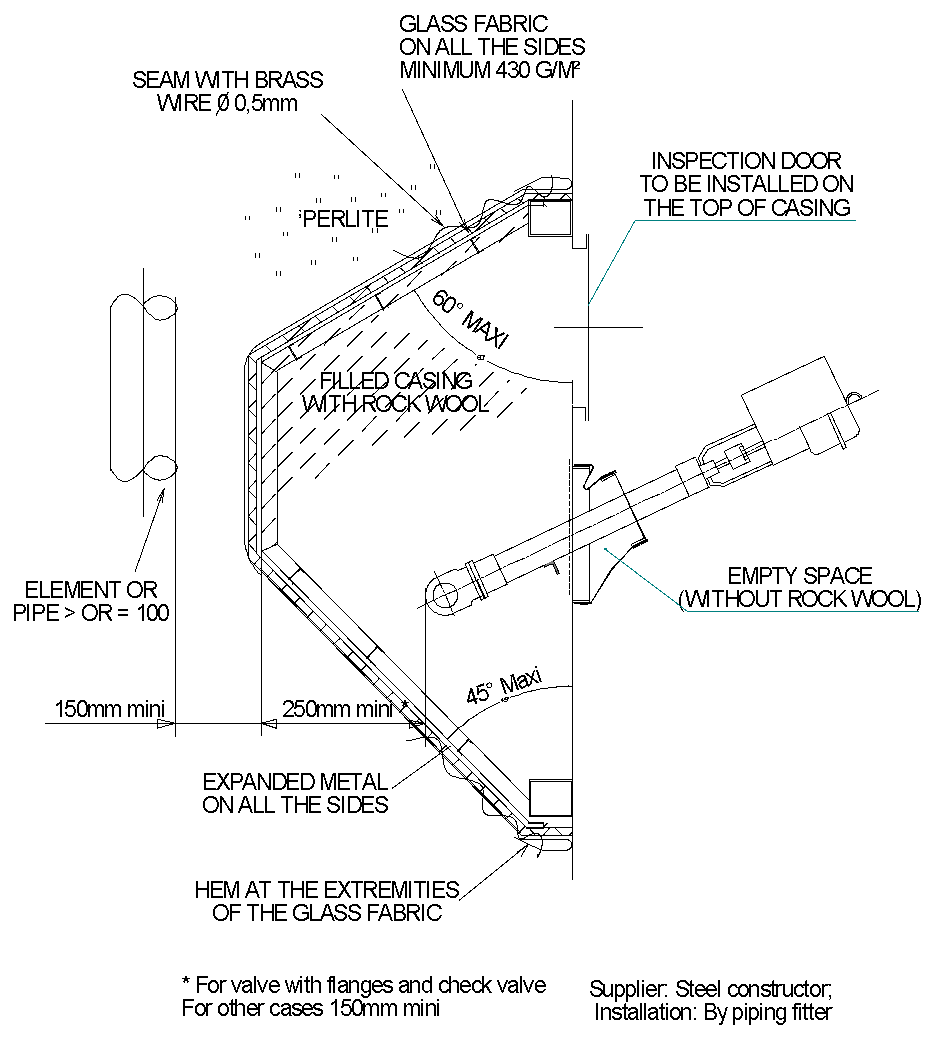 GLASS FABRIC
ON ALL THE SIDES
MINIMUM 430 G/M²
SEAM WITH BRASS
WIRE Ø 0,5mm
INSPECTION DOOR
TO BE INSTALLED ON
THE TOP OF CASING
PERLITE
60° MAXI
FILLED CASING
WITH ROCK WOOL
ELEMENT OR
PIPE > OR = 100
EMPTY SPACE
(WITHOUT ROCK WOOL)
45° Maxi
150mm mini
250mm mini *
EXPANDED METAL
ON ALL THE SIDES
HEM AT THE EXTREMITIES
OF THE GLASS FABRIC
* For valve with flanges and check valve
For other cases 150mm mini
Supplier: Steel constructor;
Installation: By piping fitter